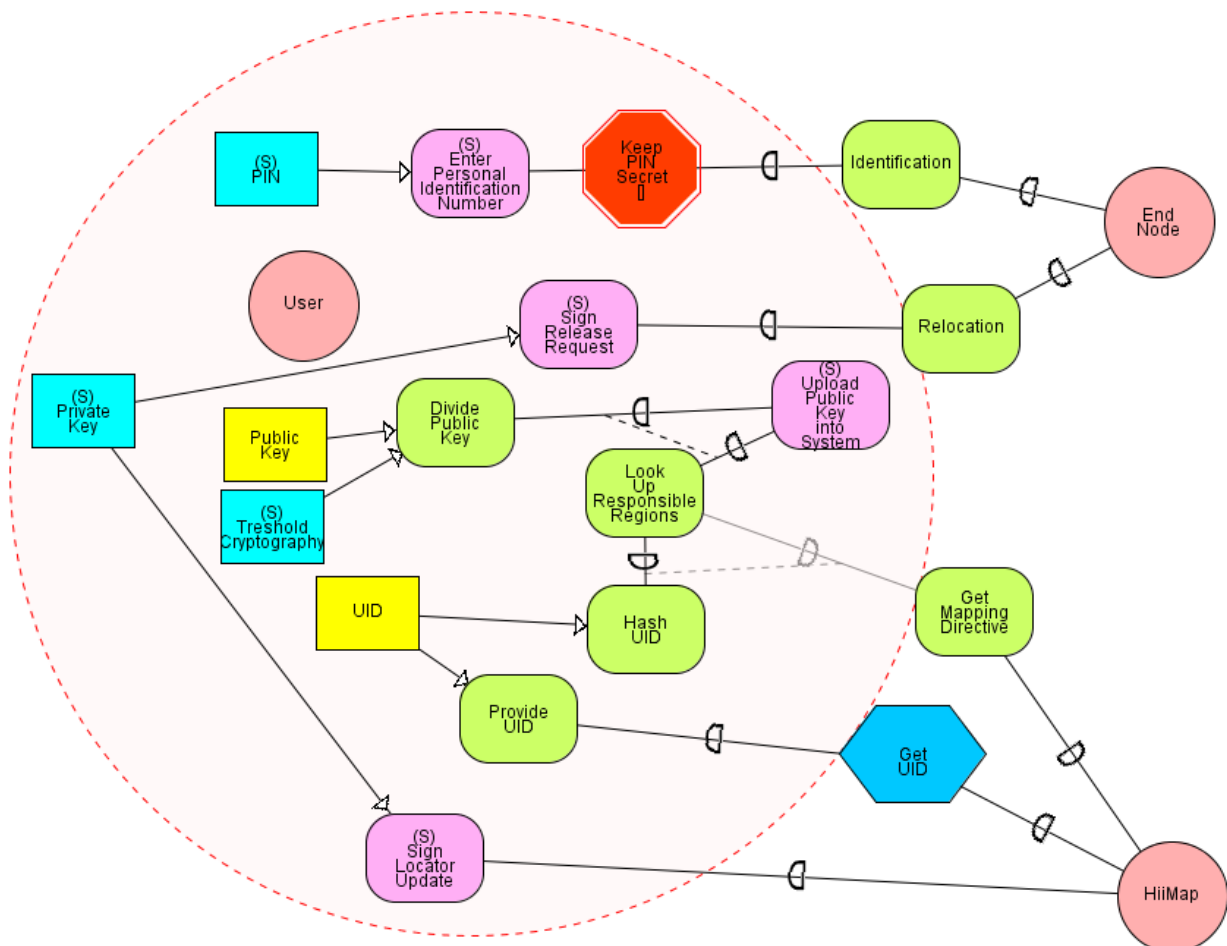 (S)
PIN
(S)
Enter
Personal
Identification
Number
Keep
PIN
Secret
Identification
End
Node
User
(S)
Sign
Release
Request
Relocation
(S)
Private
Key
Public
Key
Divide
Public
Key
(S)
Upload
Public
Key
into
System
(S)
Treshold
Cryptography
Look
Up
Responsible
Regions
UID
Hash
UID
Get
Mapping
Directive
Provide
UID
Get
UID
(S)
Sign
Locator
Update
HiiMap